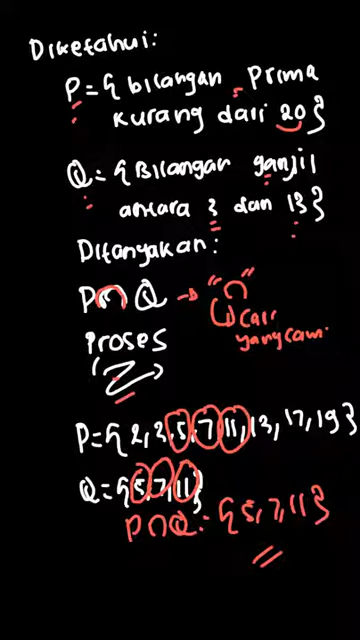 Diketahui:
P = { bilangan Prima
kurang dari 20 }
Q = { Bilangan ganjil
antara 3 dan 13 }
Ditanyakan:
P ∩ Q → "∩"
Cari
yang sam
Proses
P = { 2, 3, 5, 7, 11, 13, 17, 19 }
Q = { 5, 7, 11 }
P ∩ Q = { 5, 7, 11 }